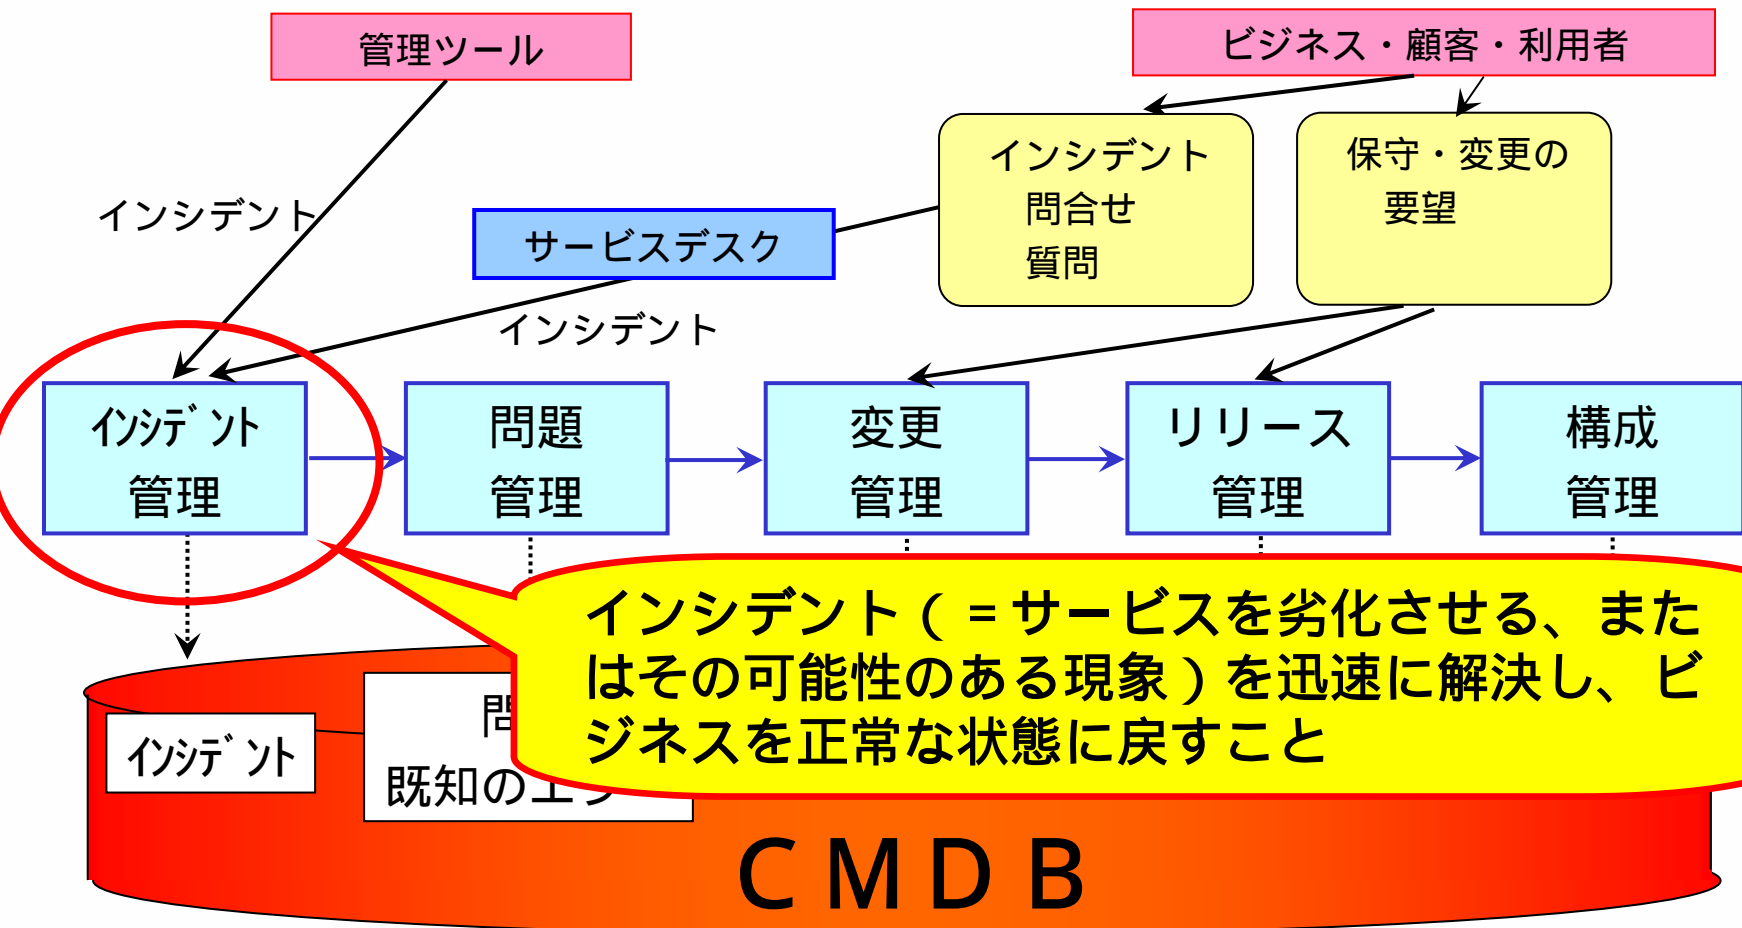 管理ツール
ビジネス・顧客・利用者
インシデント
問合せ
質問
保守・変更の
要望
インシデント
サービスデスク
インシデント
ｲﾝｼﾃﾞﾝﾄ
管理
問題
管理
変更
管理
リリース
管理
構成
管理
インシデント（＝サービスを劣化させる、また
はその可能性のある現象）を迅速に解決し、ビ
ジネスを正常な状態に戻すこと
ｲﾝｼﾃﾞﾝﾄ
問
既知のエラ
ＣＭＤＢ